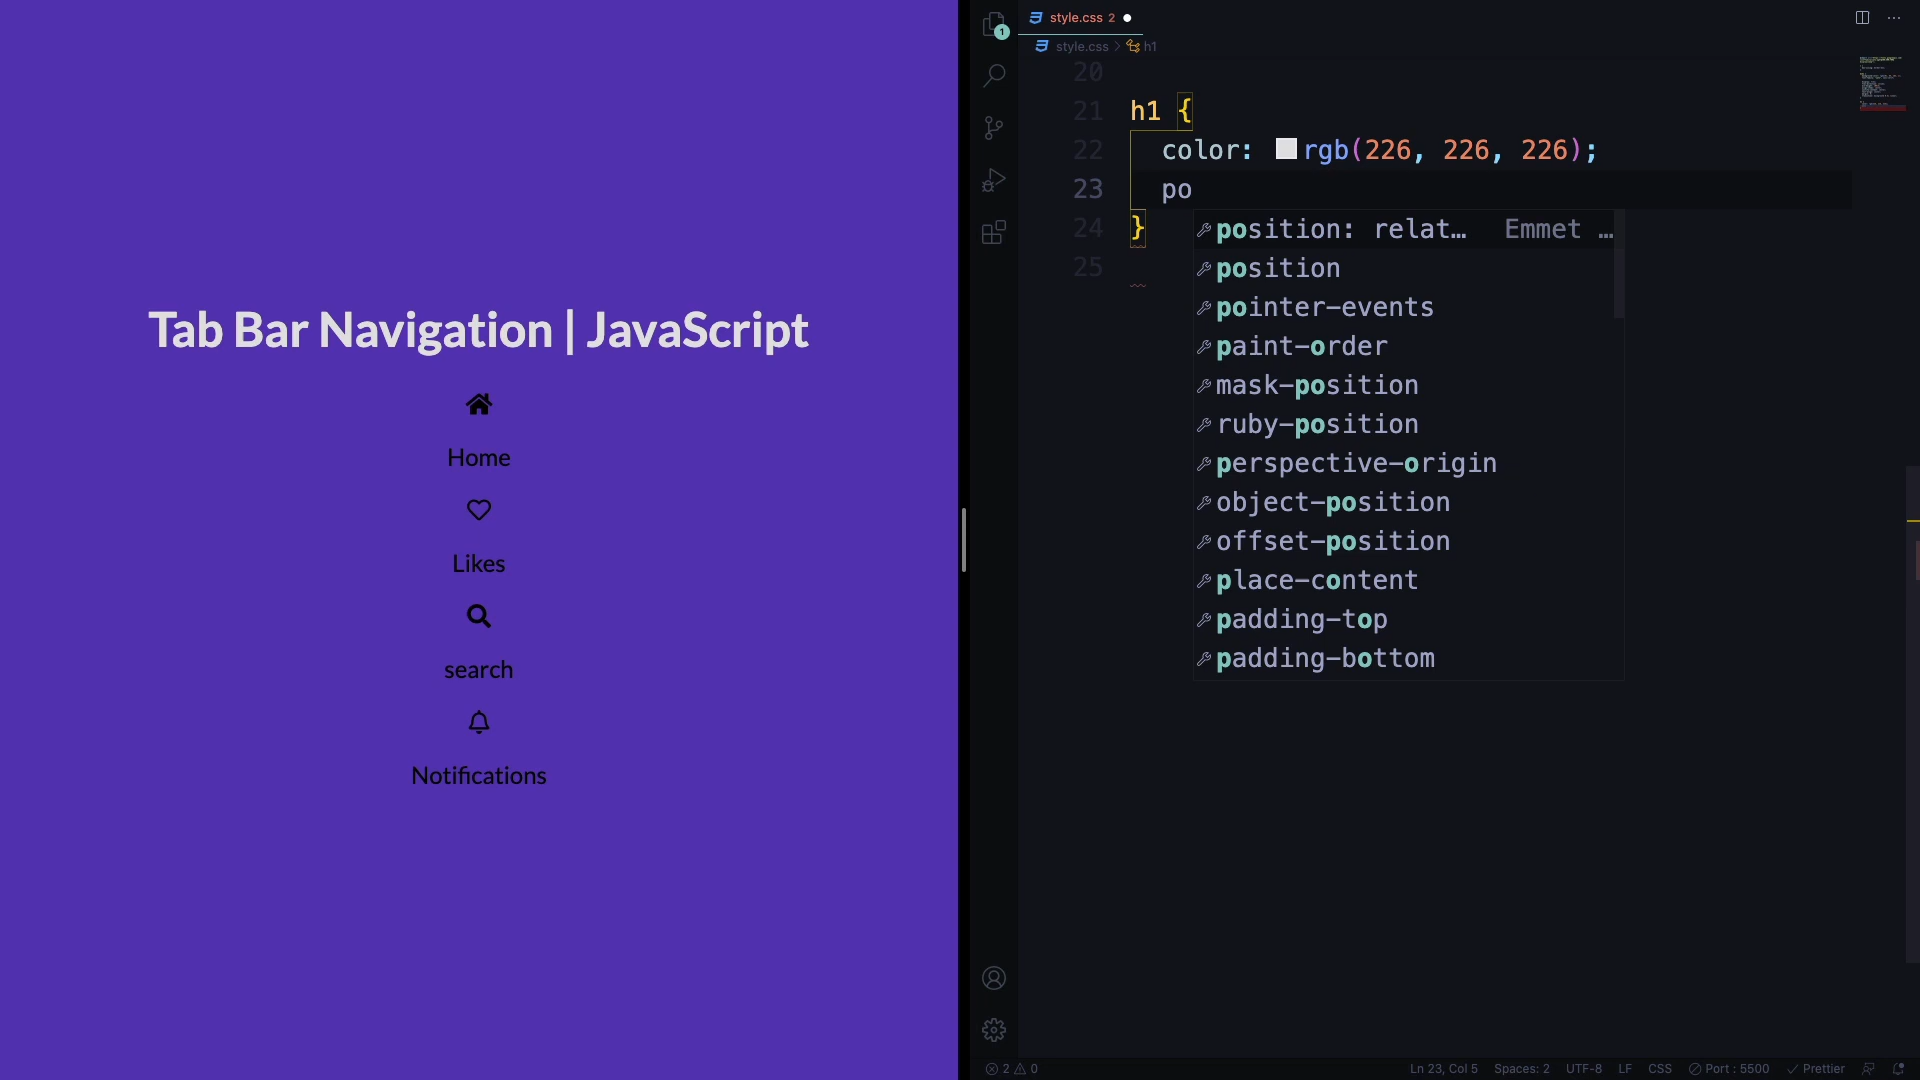 Tab Bar Navigation | JavaScript
Home
Likes
search
Notifications
1
style.css 2
style.css > h1
20
21 h1 {
22 color: rgb(226, 226, 226);
23 po
24 }
25
position: relat… Emmet …
position
pointer-events
paint-order
mask-position
ruby-position
perspective-origin
object-position
offset-position
place-content
padding-top
padding-bottom
2 0 Ln 23, Col 5 Spaces: 2 UTF-8 LF CSS Port : 5500 Prettier